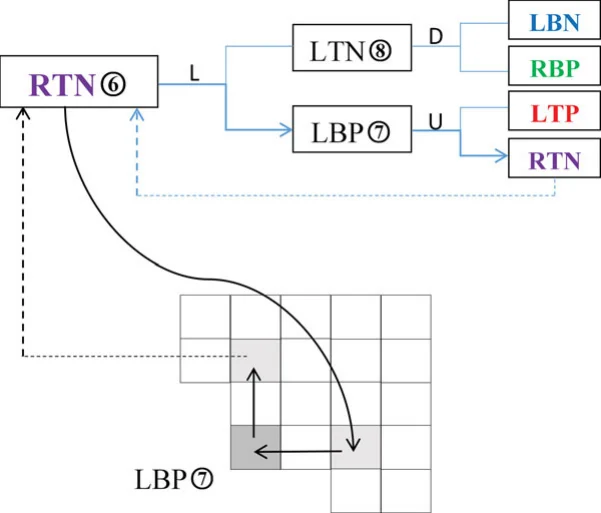 LBN
LTN⑧
D
RBP
RTN⑥
L
LTP
LBP⑦
U
RTN
LBP⑦